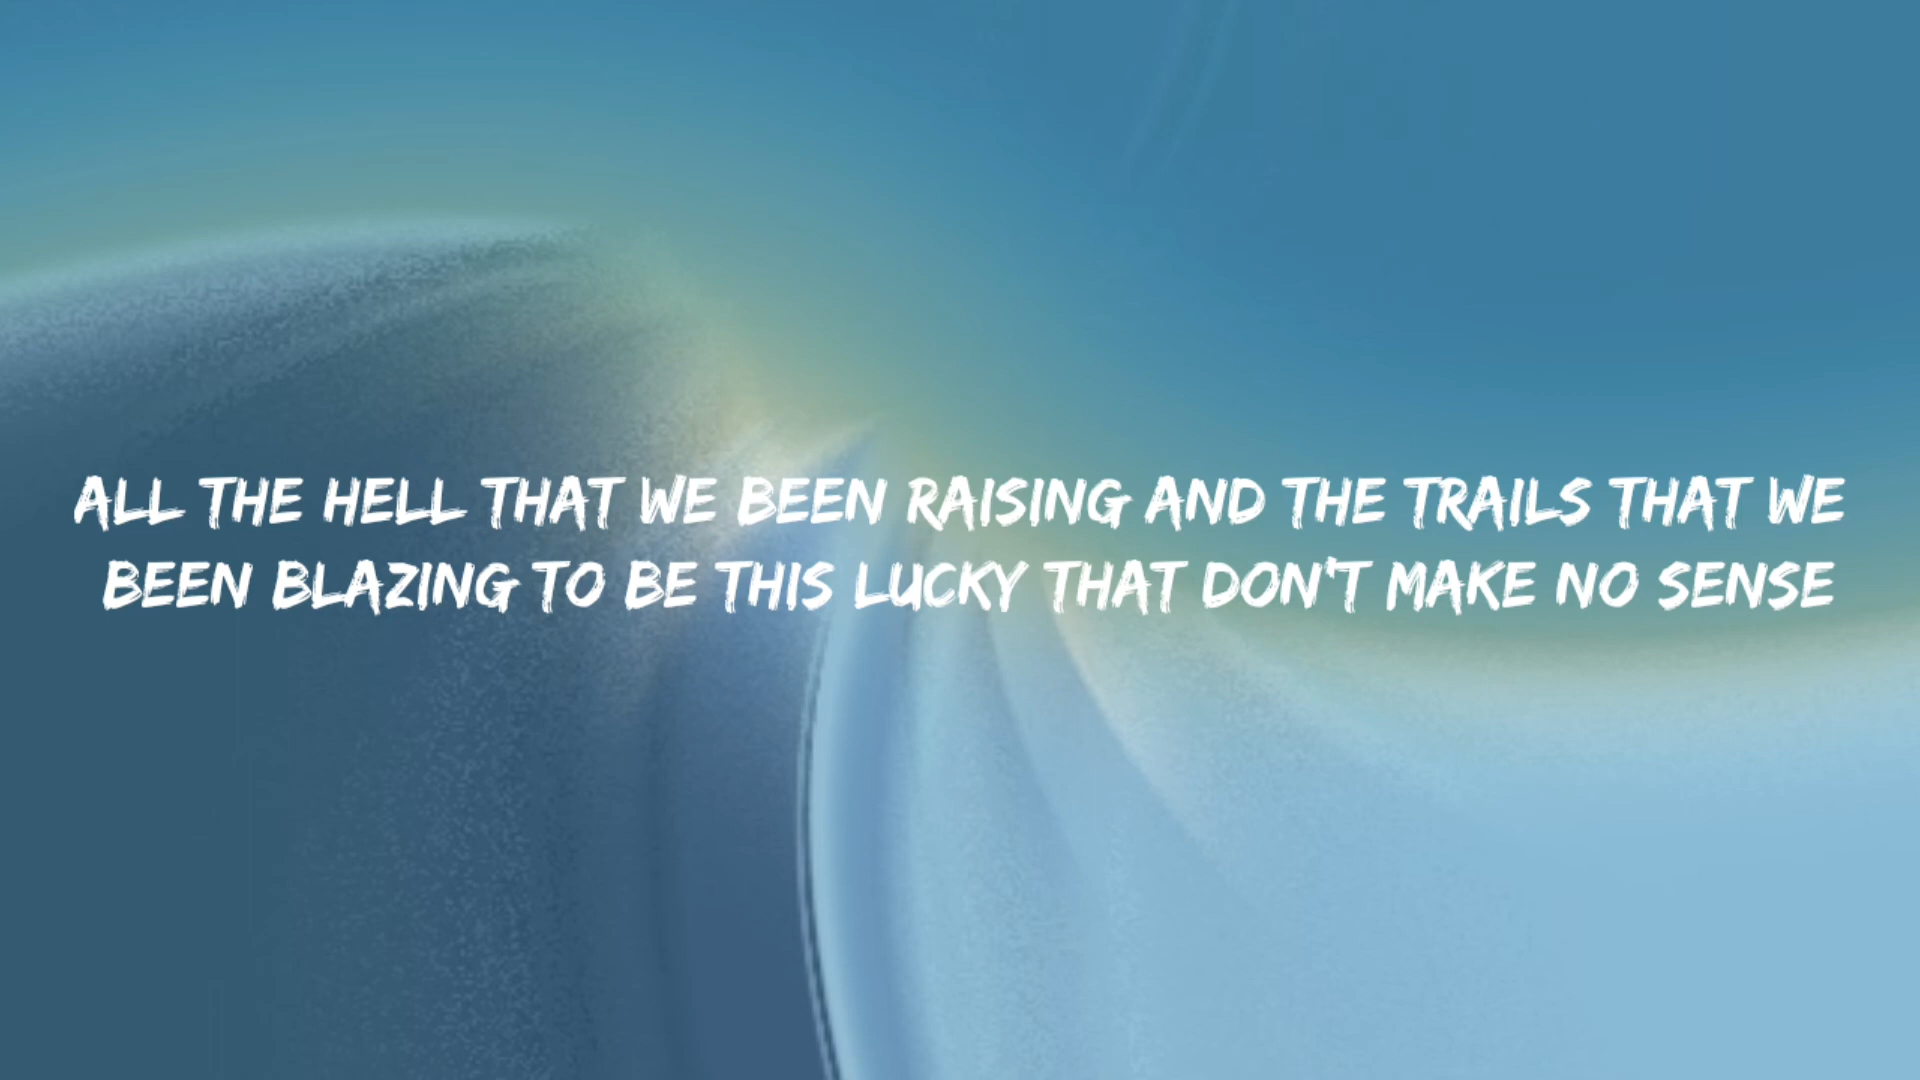 ALL THE HELL THAT WE BEEN RAISING AND THE TRAILS THAT WE
BEEN BLAZING TO BE THIS LUCKY THAT DON'T MAKE NO SENSE